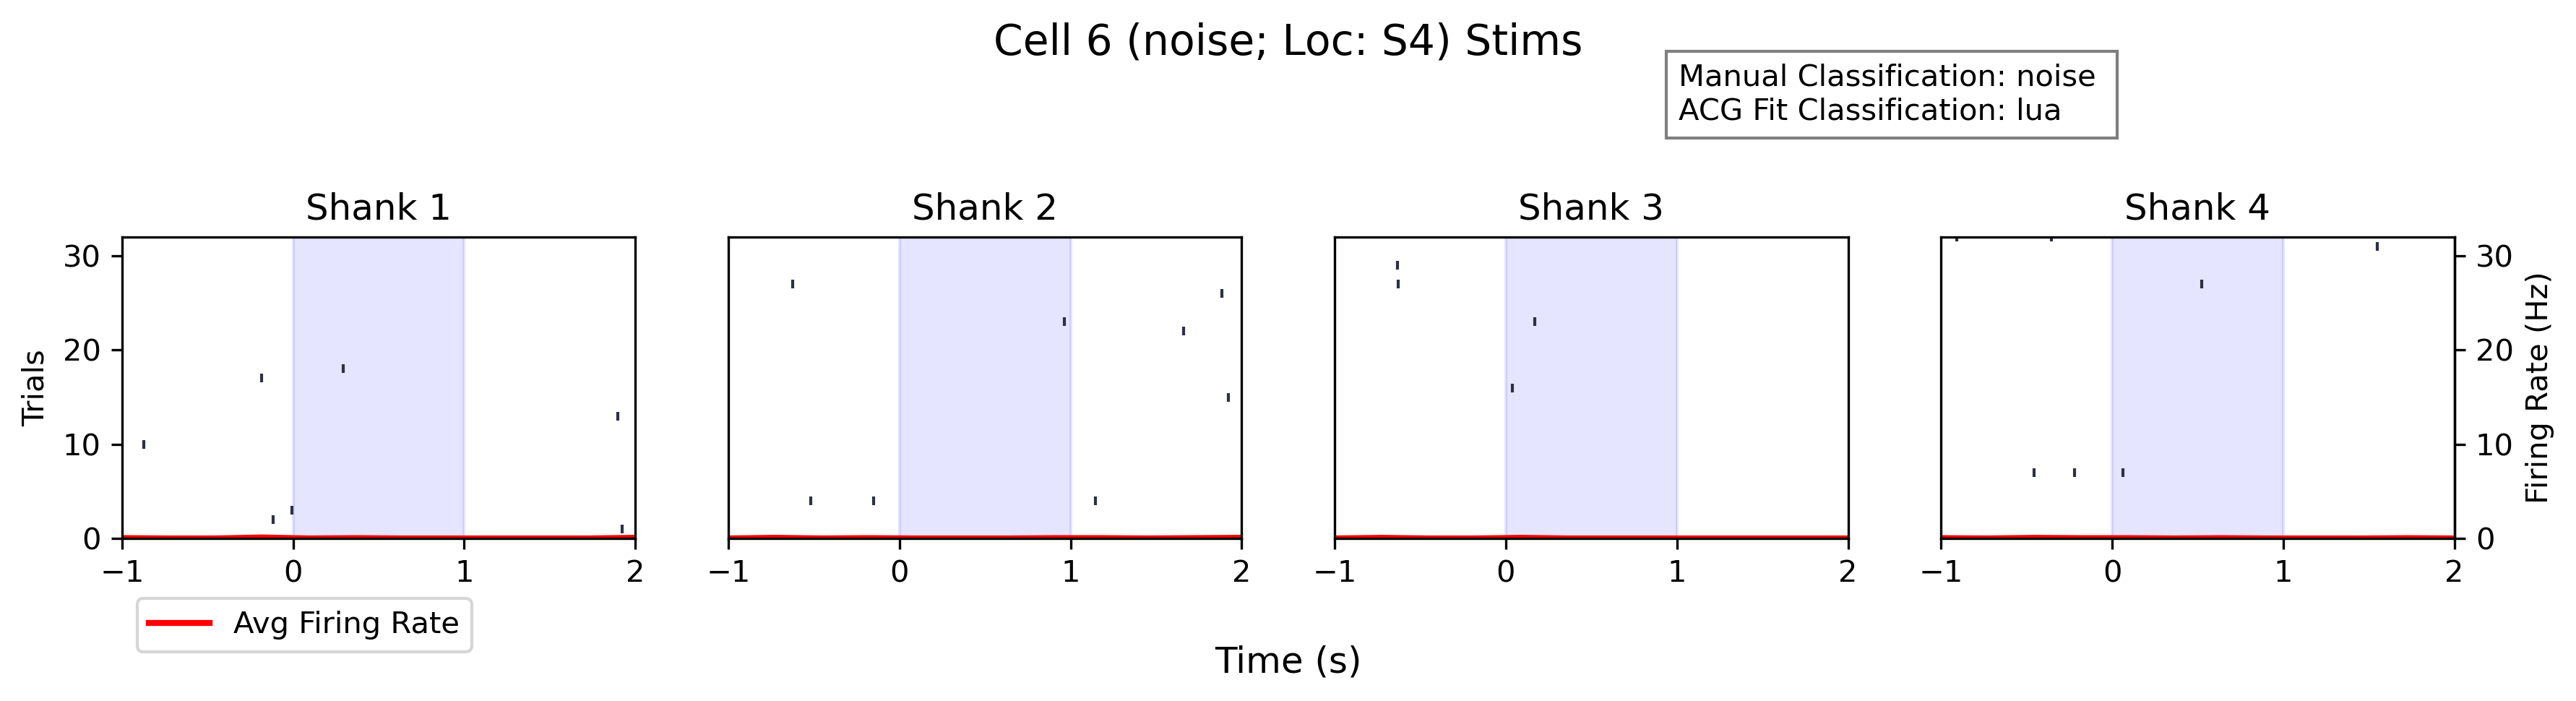 Cell 6 (noise; Loc: S4) Stims
Manual Classification: noise
ACG Fit Classification: lua
Shank 1
Shank 2
Shank 3
Shank 4
Trials
30
20
10
0
−1 0 1 2
−1 0 1 2
−1 0 1 2
−1 0 1 2
30
20
10
0
Firing Rate (Hz)
Avg Firing Rate
Time (s)